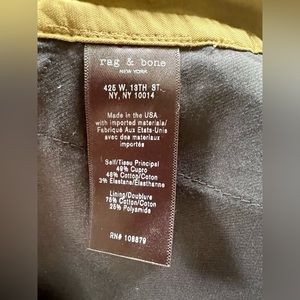 rag & bone
NEW YORK
425 W. 13TH ST.
NY, NY 10014
Made in the USA
with imported materials/
Fabriqué Aux Etats-Unis
avec des materiaux
importés
Self/Tissu Principal
49% Cupro
48% Cotton/Coton
3% Elastane/Elasthanne
Lining/Doublure
75% Cotton/Coton
25% Polyamide
RN# 108879